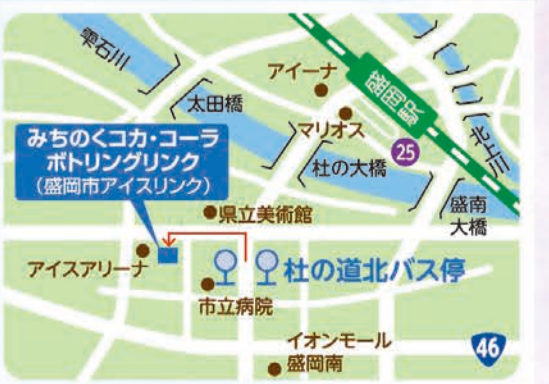 雫石川
アイーナ
盛岡駅
太田橋
マリオス
25
北上川
みちのくコカ・コーラ
ボトリングリンク
(盛岡市アイスリンク)
杜の大橋
盛南
大橋
県立美術館
アイスアリーナ
杜の道北バス停
市立病院
イオンモール
盛岡南
46